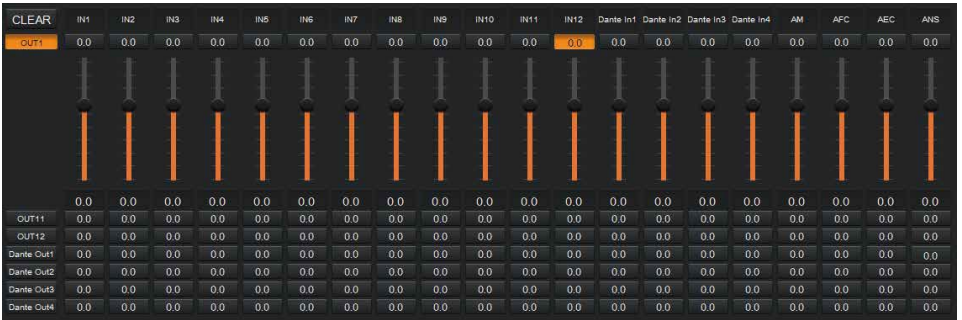 CLEAR IN1 IN2 IN3 IN4 IN5 IN6 IN7 IN8 IN9 IN10 IN11 IN12 Dante In1 Dante In2 Dante In3 Dante In4 AM AFC AEC ANS
OUT1 0.0 0.0 0.0 0.0 0.0 0.0 0.0 0.0 0.0 0.0 0.0 0.0 0.0 0.0 0.0 0.0 0.0 0.0 0.0 0.0
0.0 0.0 0.0 0.0 0.0 0.0 0.0 0.0 0.0 0.0 0.0 0.0 0.0 0.0 0.0 0.0 0.0 0.0 0.0 0.0
OUT11 0.0 0.0 0.0 0.0 0.0 0.0 0.0 0.0 0.0 0.0 0.0 0.0 0.0 0.0 0.0 0.0 0.0 0.0 0.0 0.0
OUT12 0.0 0.0 0.0 0.0 0.0 0.0 0.0 0.0 0.0 0.0 0.0 0.0 0.0 0.0 0.0 0.0 0.0 0.0 0.0 0.0
Dante Out1 0.0 0.0 0.0 0.0 0.0 0.0 0.0 0.0 0.0 0.0 0.0 0.0 0.0 0.0 0.0 0.0 0.0 0.0 0.0 0.0
Dante Out2 0.0 0.0 0.0 0.0 0.0 0.0 0.0 0.0 0.0 0.0 0.0 0.0 0.0 0.0 0.0 0.0 0.0 0.0 0.0 0.0
Dante Out3 0.0 0.0 0.0 0.0 0.0 0.0 0.0 0.0 0.0 0.0 0.0 0.0 0.0 0.0 0.0 0.0 0.0 0.0 0.0 0.0
Dante Out4 0.0 0.0 0.0 0.0 0.0 0.0 0.0 0.0 0.0 0.0 0.0 0.0 0.0 0.0 0.0 0.0 0.0 0.0 0.0 0.0